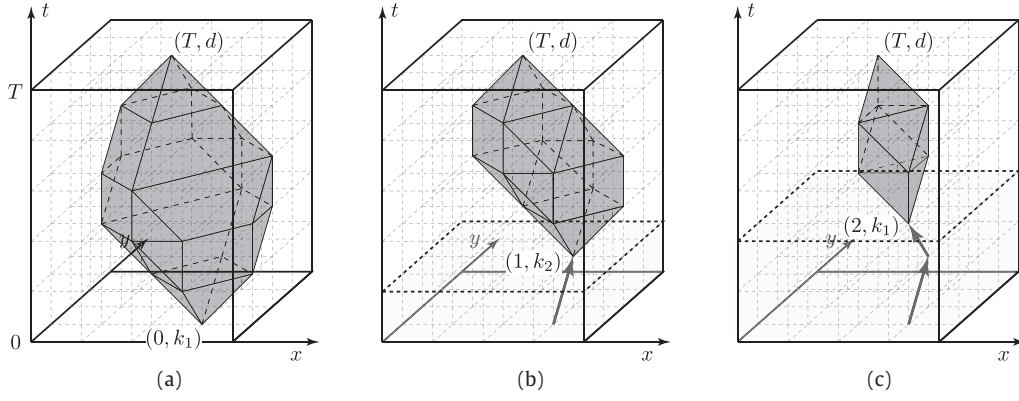 t
(T, d)
T
y
(0, k₁)
0
x
(a)
t
(T, d)
y
(1, k₂)
x
(b)
t
(T, d)
(2, k₁)
y
x
(c)